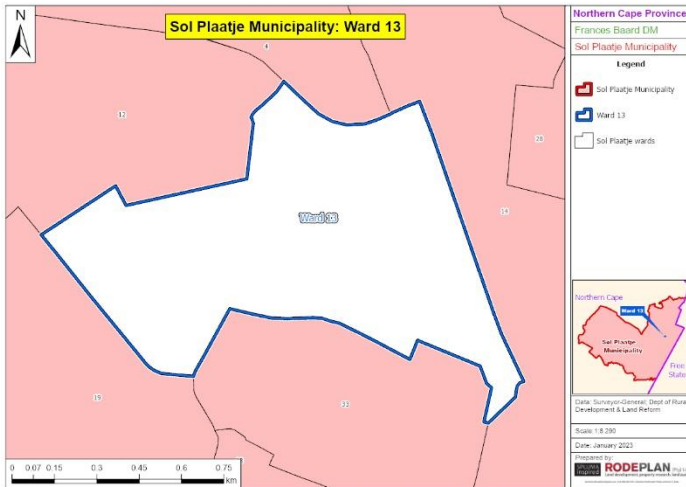 N
Sol Plaatje Municipality: Ward 13
4
12
28
14
Ward 13
19
33
0 0.07 0.15 0.3 0.45 0.6 0.75
km
Northern Cape Province
Frances Baard DM
Sol Plaatje Municipality
Legend
Sol Plaatje Municipality
Ward 13
Sol Plaatje wards
Northern Cape
Ward 13
Sol Plaatje
Municipality
Free
State
Data: Surveyor-General; Dept of Rural
Development & Land Reform
Scale: 1:8 290
Date: January 2023
Prepared by:
SPLUMA
Inspired
RODEPLAN